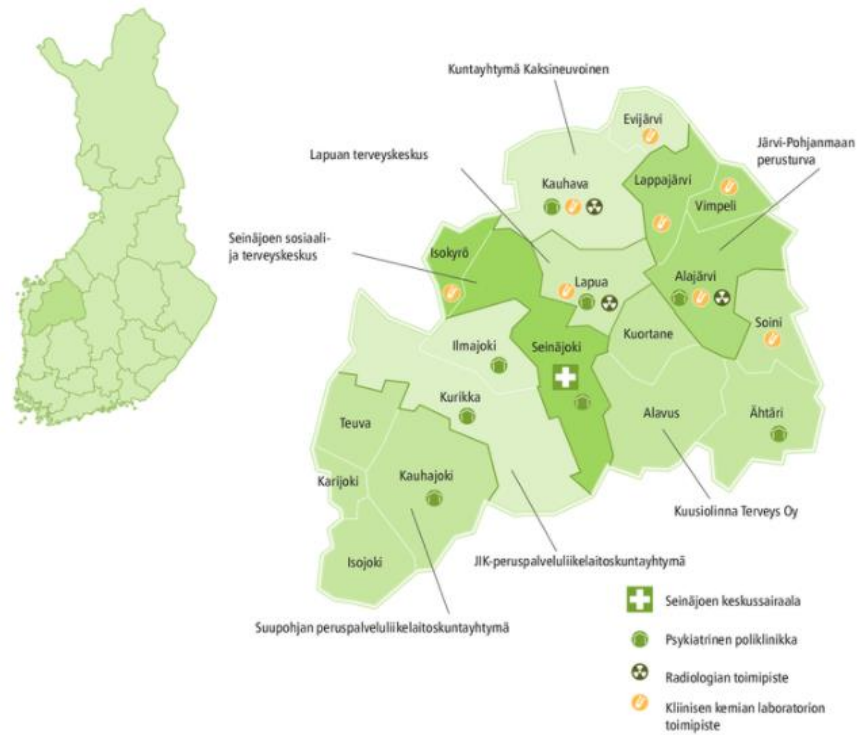 Kuntayhtymä Kaksineuvoinen
Evijärvi
Järvi-Pohjanmaan
perusturva
Lapuan terveyskeskus
Kauhava
Lappajärvi
Vimpeli
Seinäjoen sosiaali-
ja terveyskeskus
Isokyrö
Lapua
Alajärvi
Soini
Ilmajoki
Seinäjoki
Kuortane
Kurikka
Teuva
Alavus
Ähtäri
Karijoki
Kauhajoki
Kuusiolinna Terveys Oy
Isojoki
JIK-peruspalveluliikelaitoskuntayhtymä
Suupohjan peruspalveluliikelaitoskuntayhtymä
Seinäjoen keskussairaala
Psykiatrinen poliklinikka
Radiologian toimipiste
Kliinisen kemian laboratorion
toimipiste